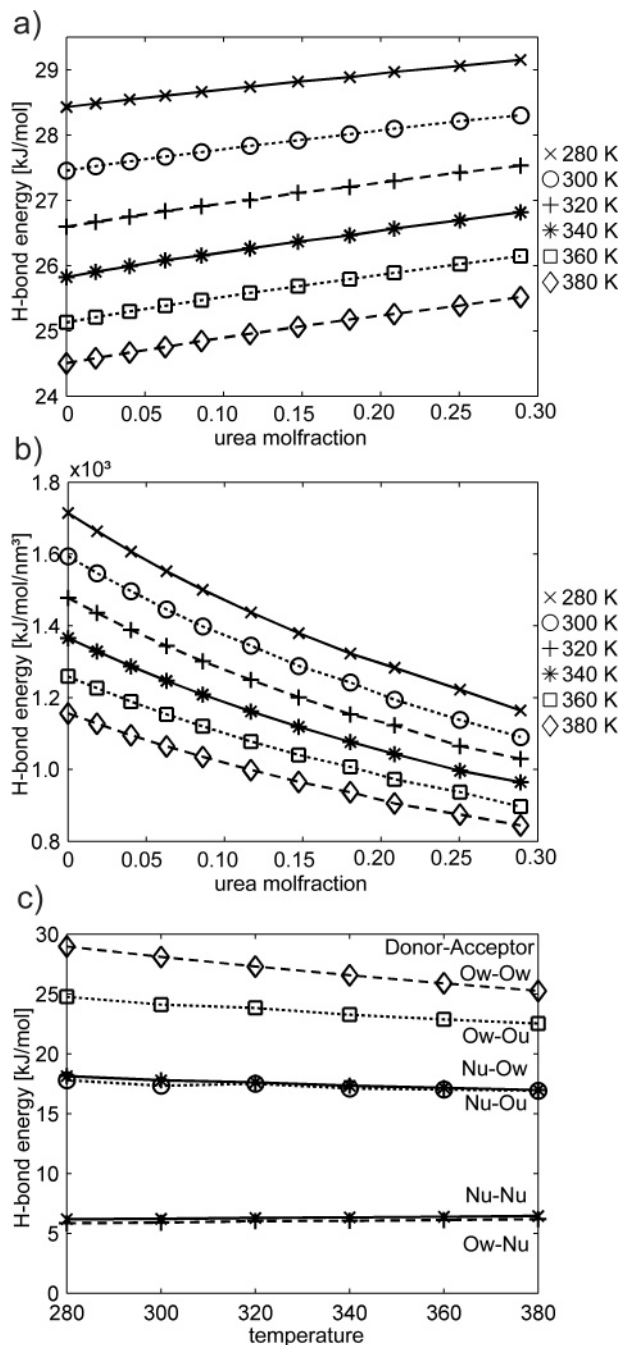 a)
29
28
27
26
25
24
H-bond energy [kJ/mol]
0 0.05 0.10 0.15 0.20 0.25 0.30
urea molfraction
280 K
300 K
320 K
340 K
360 K
380 K
b)
x10³
1.8
1.6
1.4
1.2
1.0
0.8
H-bond energy [kJ/mol/nm³]
0 0.05 0.10 0.15 0.20 0.25 0.30
urea molfraction
280 K
300 K
320 K
340 K
360 K
380 K
c)
30
25
20
15
10
5
0
H-bond energy [kJ/mol]
Donor-Acceptor
Ow-Ow
Ow-Ou
Nu-Ow
Nu-Ou
Nu-Nu
Ow-Nu
280 300 320 340 360 380
temperature